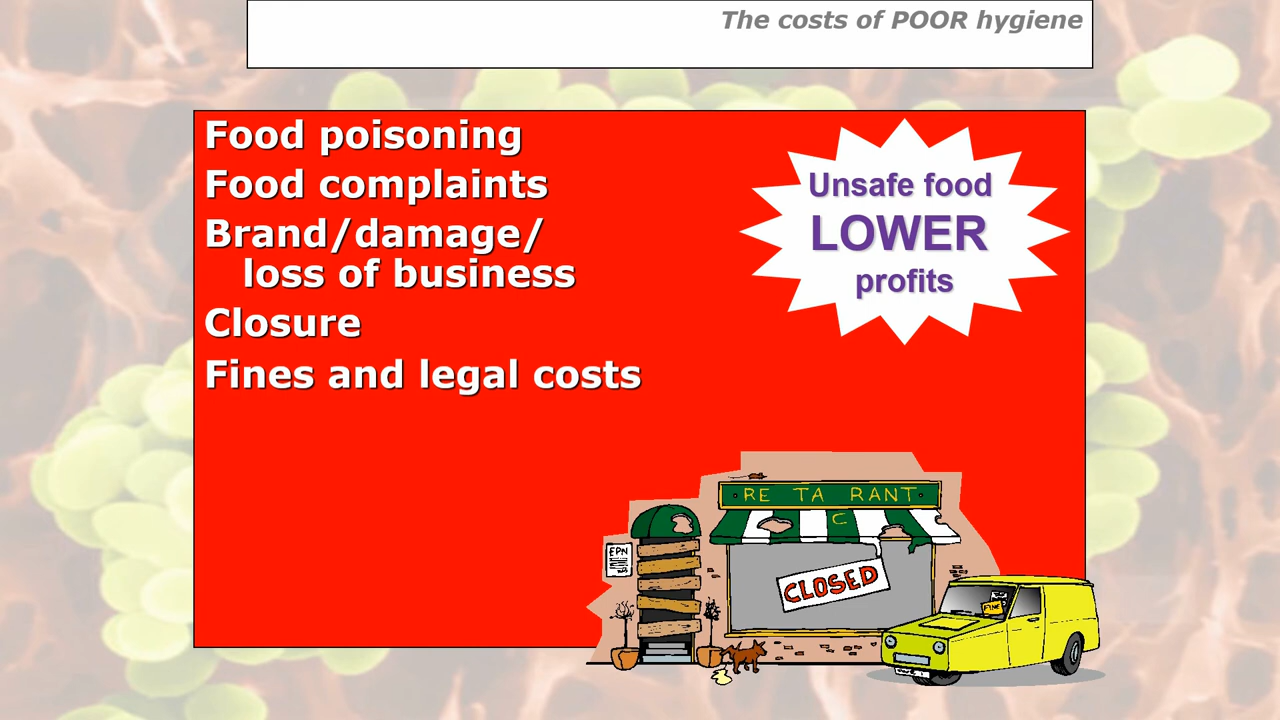 The costs of POOR hygiene
Food poisoning
Food complaints
Brand/damage/
loss of business
Closure
Fines and legal costs
Unsafe food
LOWER
profits
RE TA RANT
C
EPN
CLOSED
FINE